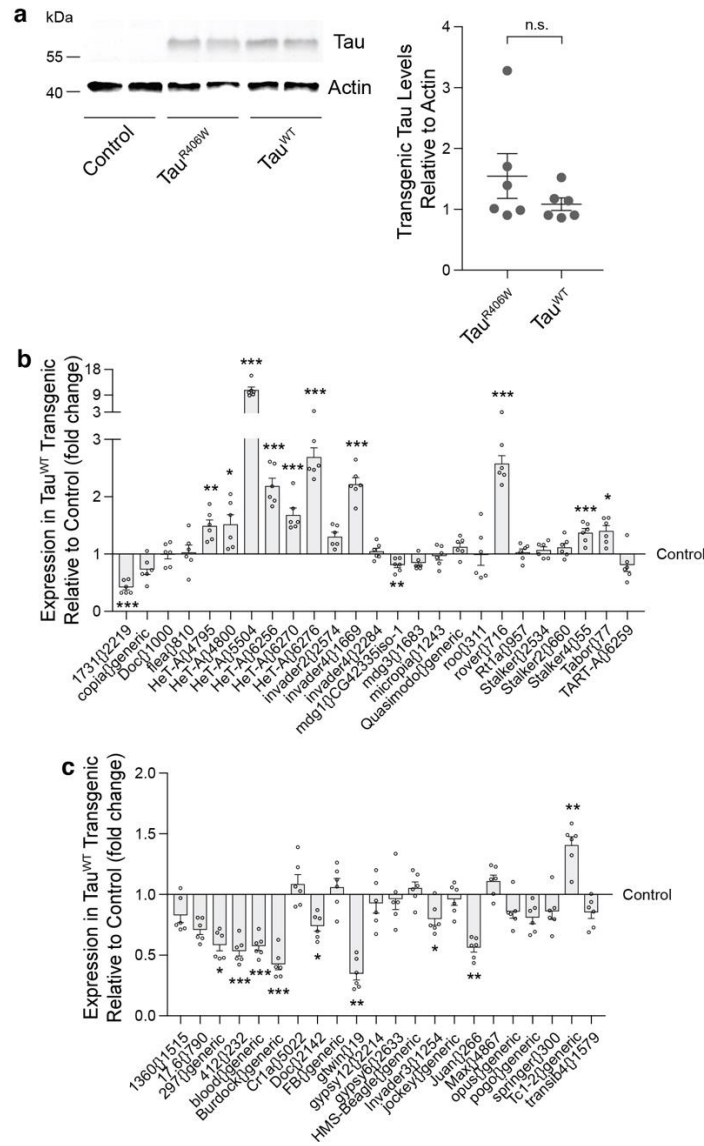 a
kDa
55
40
Tau
Actin
Control
Tau^R406W
Tau^WT
Transgenic Tau Levels
Relative to Actin
4
3
2
1
0
n.s.
Tau^R406W
Tau^WT
b
Expression in Tau^WT Transgenic
Relative to Control (fold change)
18
9
3
3
2
1
0
***
**
*
***
***
***
***
***
**
***
***
*
Control
1731{}2219
copia{}generic
Doc{}1000
flea{}810
HeT-A{}4795
HeT-A{}4800
HeT-A{}5504
HeT-A{}6256
HeT-A{}6270
HeT-A{}6276
invader2{}2574
invader4{}1669
invader4{}2284
mdg1{}CG42335iso-1
mdg3{}1683
micropia{}1243
Quasimodo{}generic
roo{}311
rover{}716
Rt1a{}957
Stalker{}2534
Stalker2{}660
Stalker4{}55
Tabor{}77
TART-A{}6259
c
Expression in Tau^WT Transgenic
Relative to Control (fold change)
2.0
1.5
1.0
0.5
0.0
*
***
***
***
*
**
*
**
**
Control
1360{}1515
17.6{}790
297{}generic
412{}232
blood{}generic
Burdock{}generic
Cr1a{}5022
Doc{}2142
FB{}generic
gtwin{}19
gypsy12{}2214
gypsy6{}2633
HMS-Beagle{}generic
Invader3{}1254
jockey{}generic
Juan{}266
Max{}4867
opus{}generic
pogo{}generic
springer{}300
Tc1-2{}generic
transib4{}1579